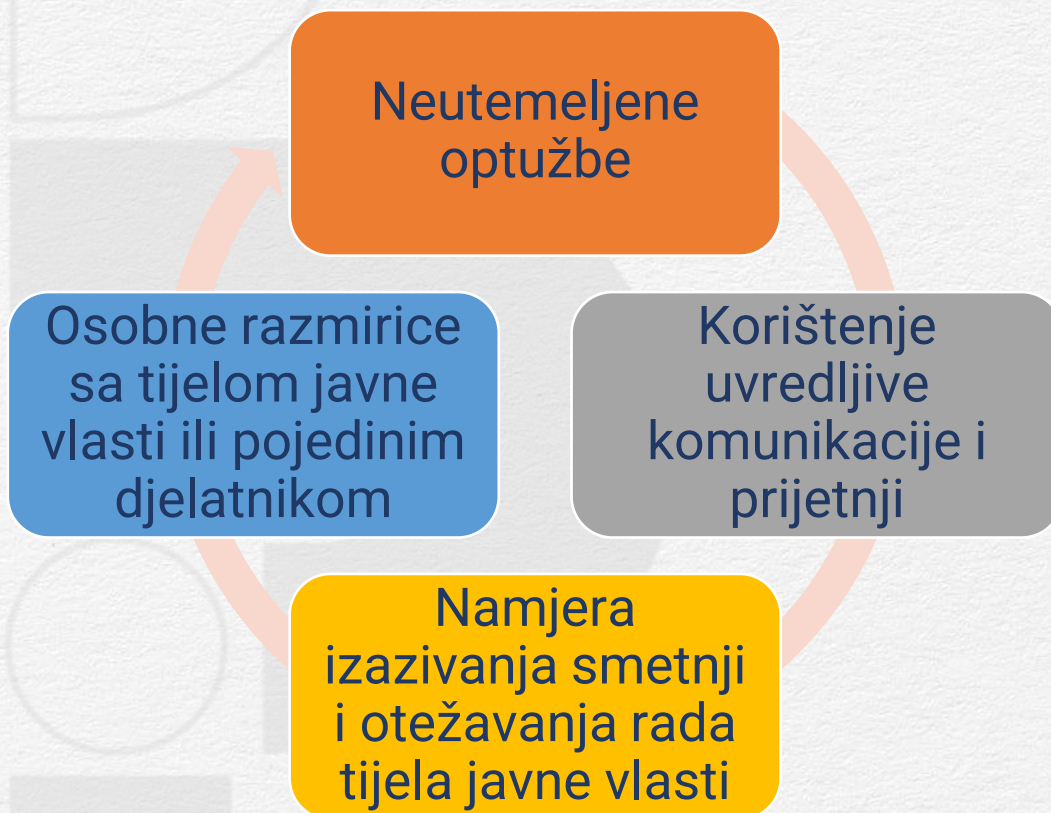 Neutemeljene
optužbe
Osobne razmirice
sa tijelom javne
vlasti ili pojedinim
djelatnikom
Korištenje
uvredljive
komunikacije i
prijetnji
Namjera
izazivanja smetnji
i otežavanja rada
tijela javne vlasti